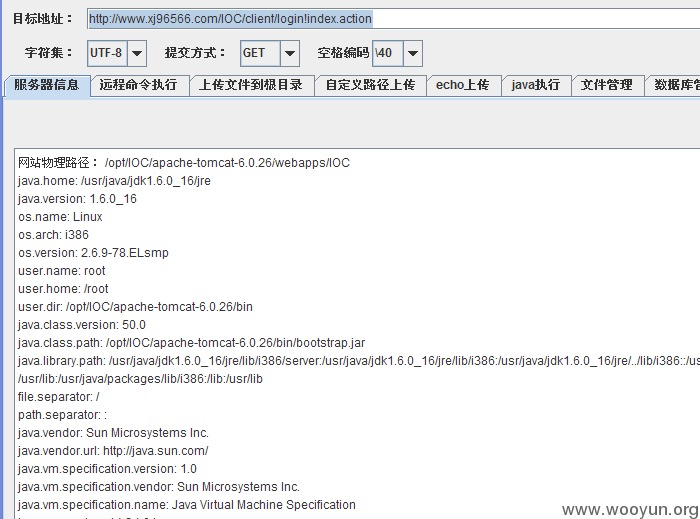 目标地址： http://www.xj96566.com/IOC/client/login!index.action
字符集： UTF-8 提交方式： GET 空格编码 \40
服务器信息 远程命令执行 上传文件到根目录 自定义路径上传 echo上传 java执行 文件管理 数据库管
网站物理路径： /opt/IOC/apache-tomcat-6.0.26/webapps/IOC
java.home: /usr/java/jdk1.6.0_16/jre
java.version: 1.6.0_16
os.name: Linux
os.arch: i386
os.version: 2.6.9-78.ELsmp
user.name: root
user.home: /root
user.dir: /opt/IOC/apache-tomcat-6.0.26/bin
java.class.version: 50.0
java.class.path: /opt/IOC/apache-tomcat-6.0.26/bin/bootstrap.jar
java.library.path: /usr/java/jdk1.6.0_16/jre/lib/i386/server:/usr/java/jdk1.6.0_16/jre/lib/i386:/usr/java/jdk1.6.0_16/jre/../lib/i386::/us
/usr/lib:/usr/java/packages/lib/i386:/lib:/usr/lib
file.separator: /
path.separator: :
java.vendor: Sun Microsystems Inc.
java.vendor.url: http://java.sun.com/
java.vm.specification.version: 1.0
java.vm.specification.vendor: Sun Microsystems Inc.
java.vm.specification.name: Java Virtual Machine Specification
www.wooyun.org